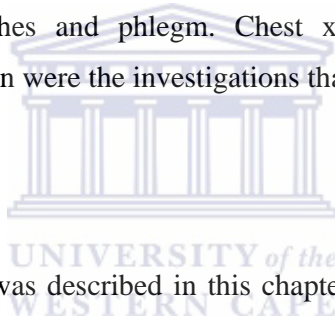 hes and phlegm. Chest x
n were the investigations tha
UNIVERSITY of the
was described in this chapte
WESTERN CAPE